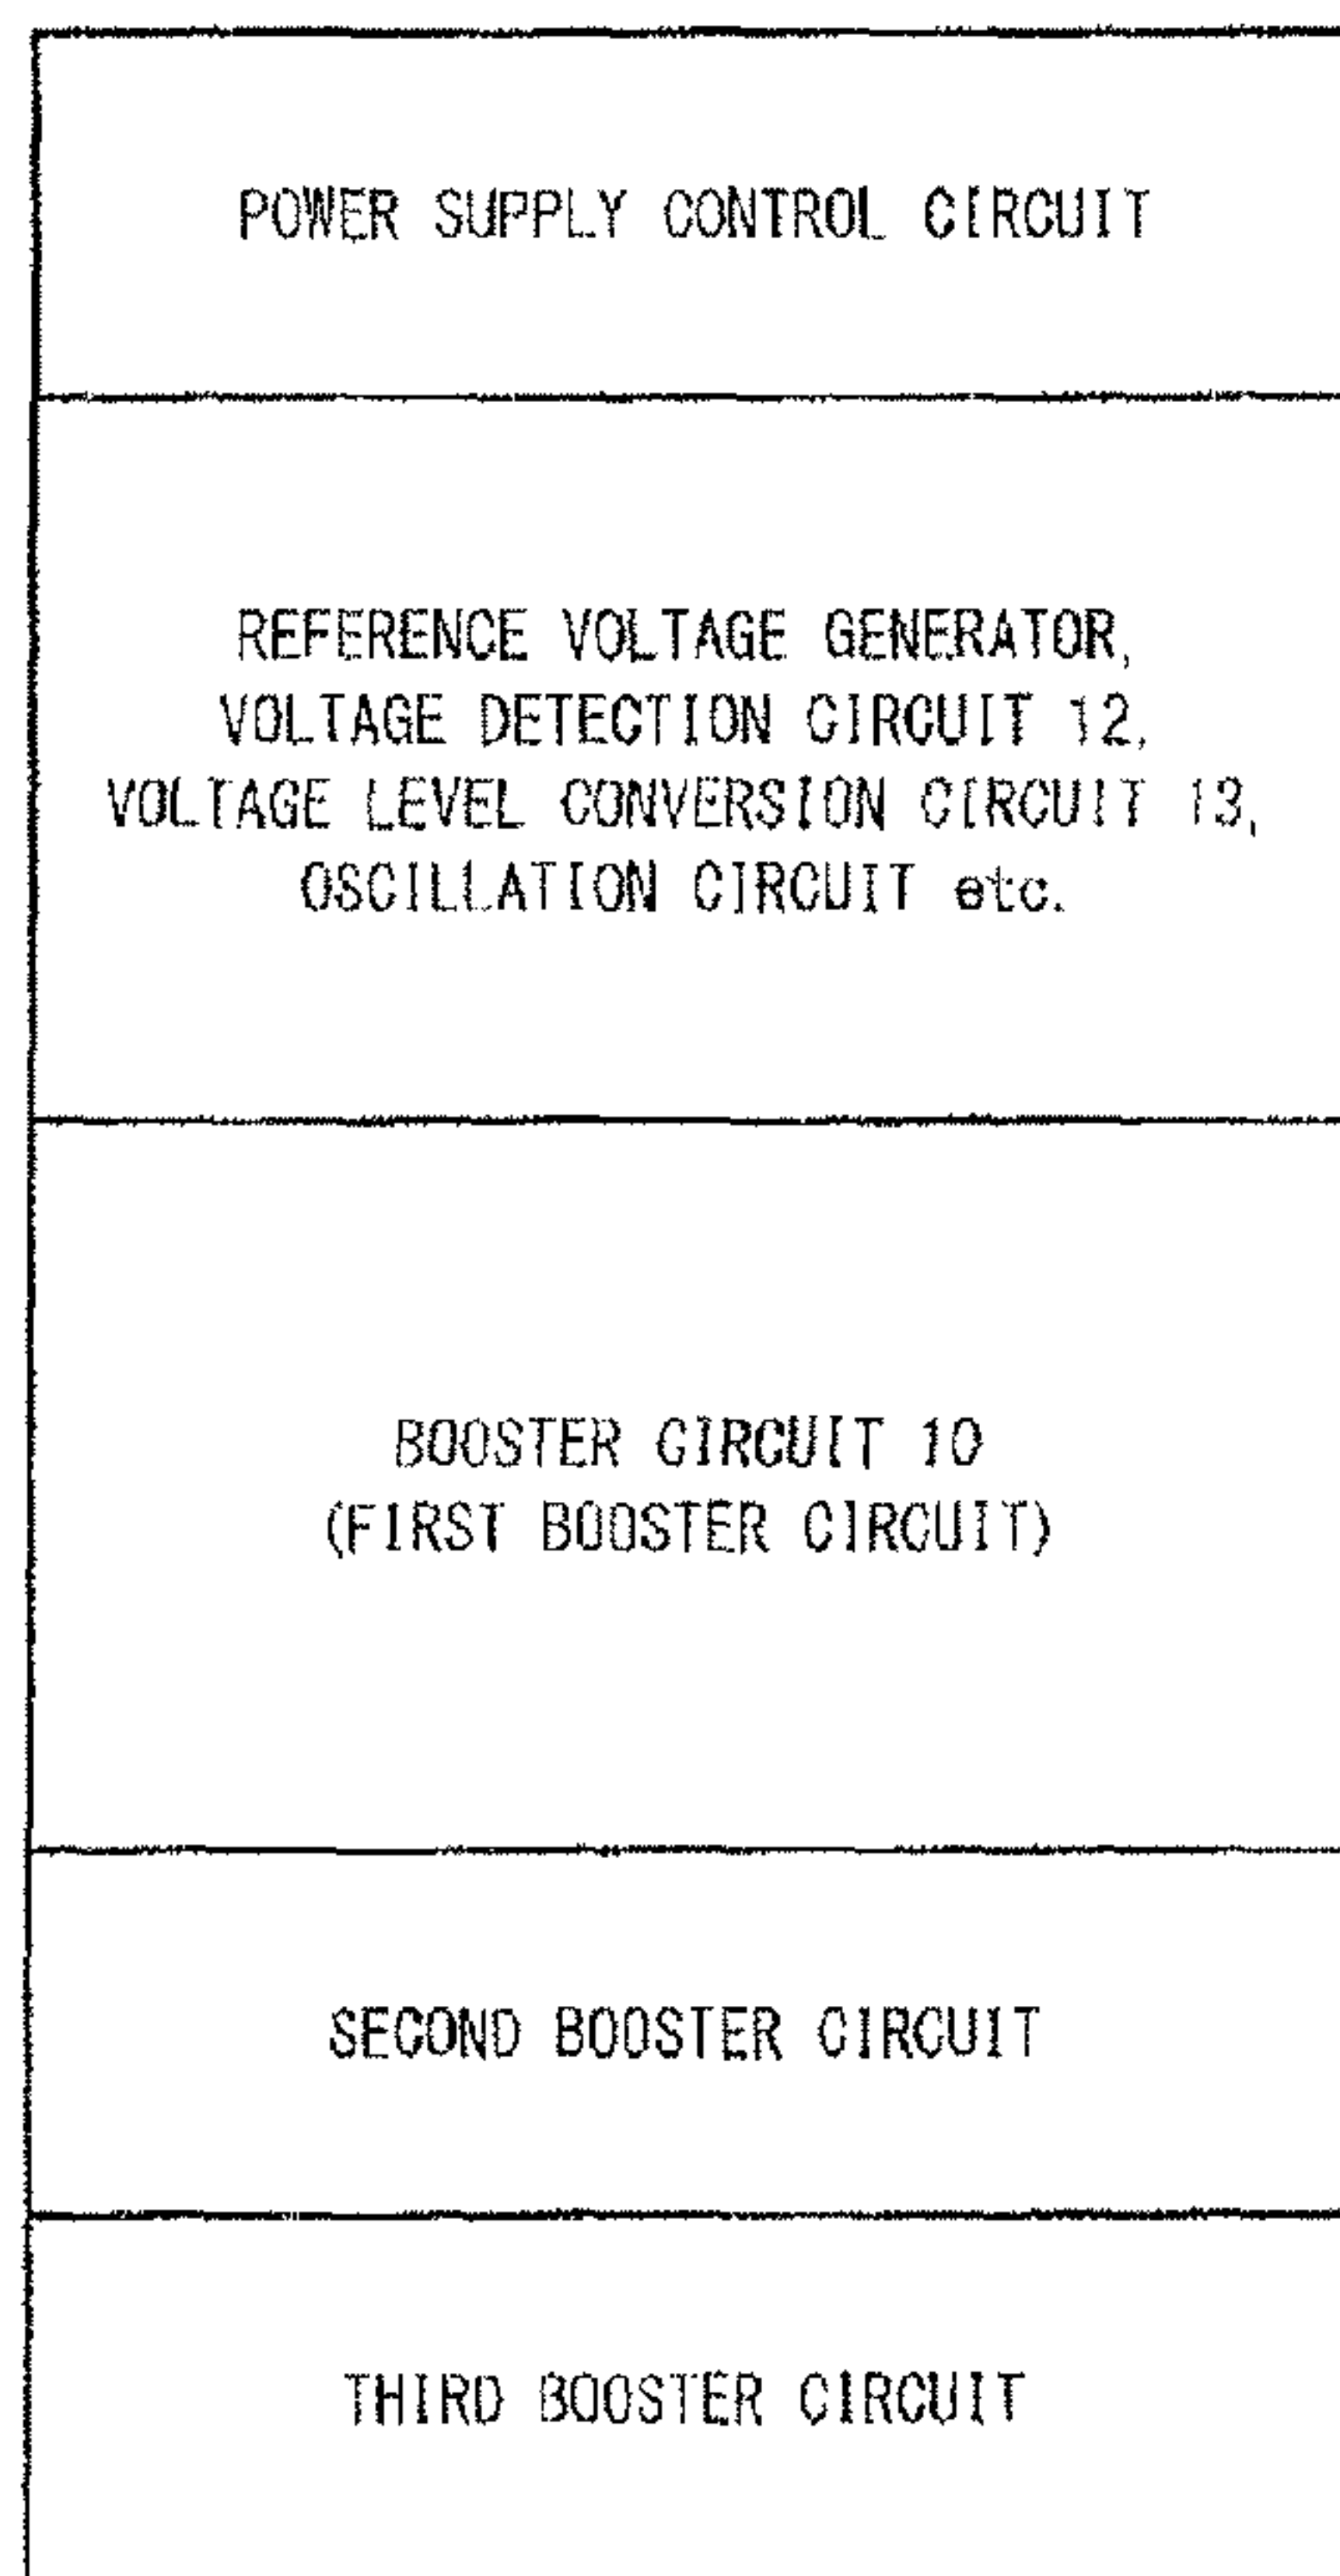 POWER SUPPLY CONTROL CIRCUIT
REFERENCE VOLTAGE GENERATOR,
VOLTAGE DETECTION CIRCUIT 12,
VOLTAGE LEVEL CONVERSION CIRCUIT 13,
OSCILLATION CIRCUIT etc.
BOOSTER CIRCUIT 10
(FIRST BOOSTER CIRCUIT)
SECOND BOOSTER CIRCUIT
THIRD BOOSTER CIRCUIT